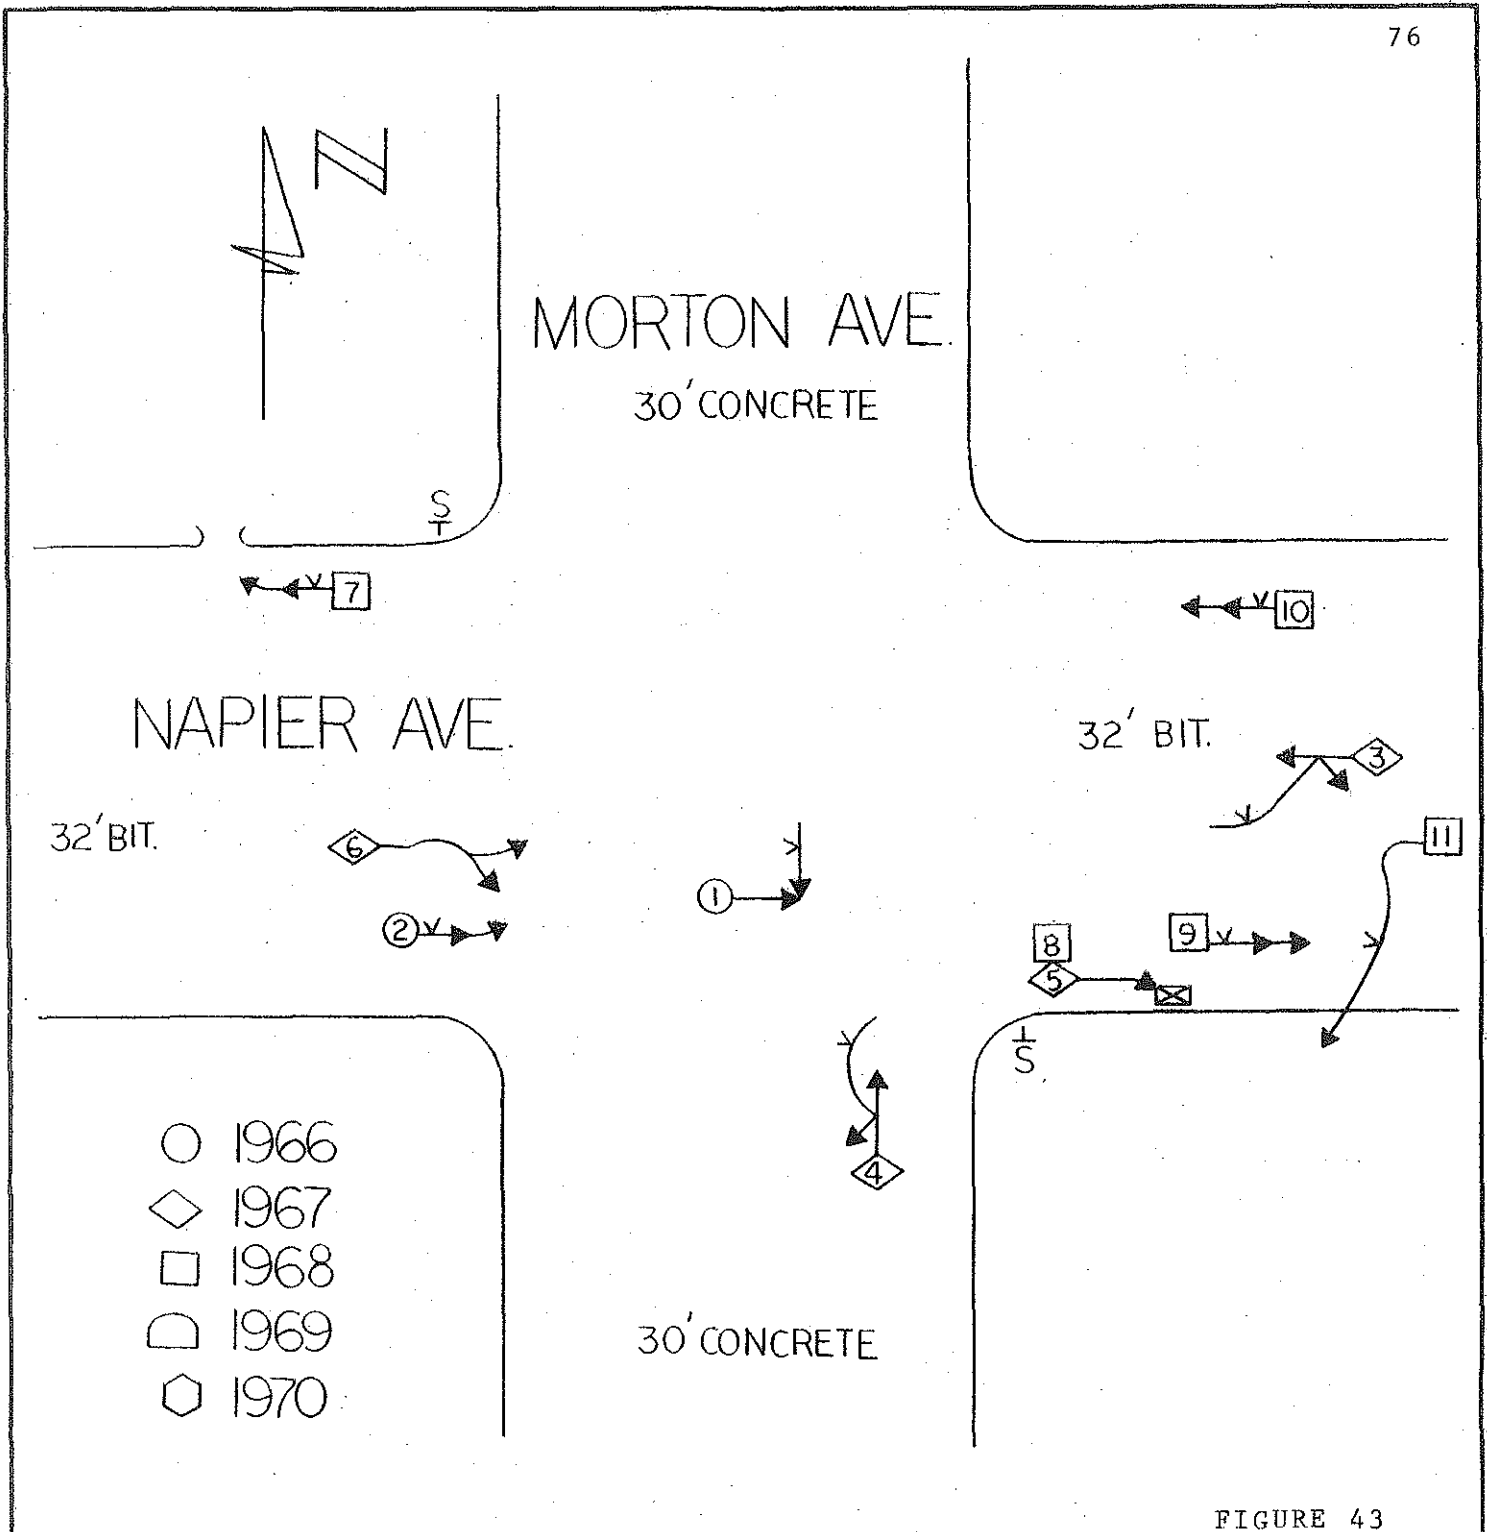 76
N
MORTON AVE.
30' CONCRETE
S
7
10
NAPIER AVE.
32' BIT.
3
32' BIT.
6
11
1
2
9
8
5
S
4
1966
1967
1968
1969
1970
30' CONCRETE
FIGURE 43